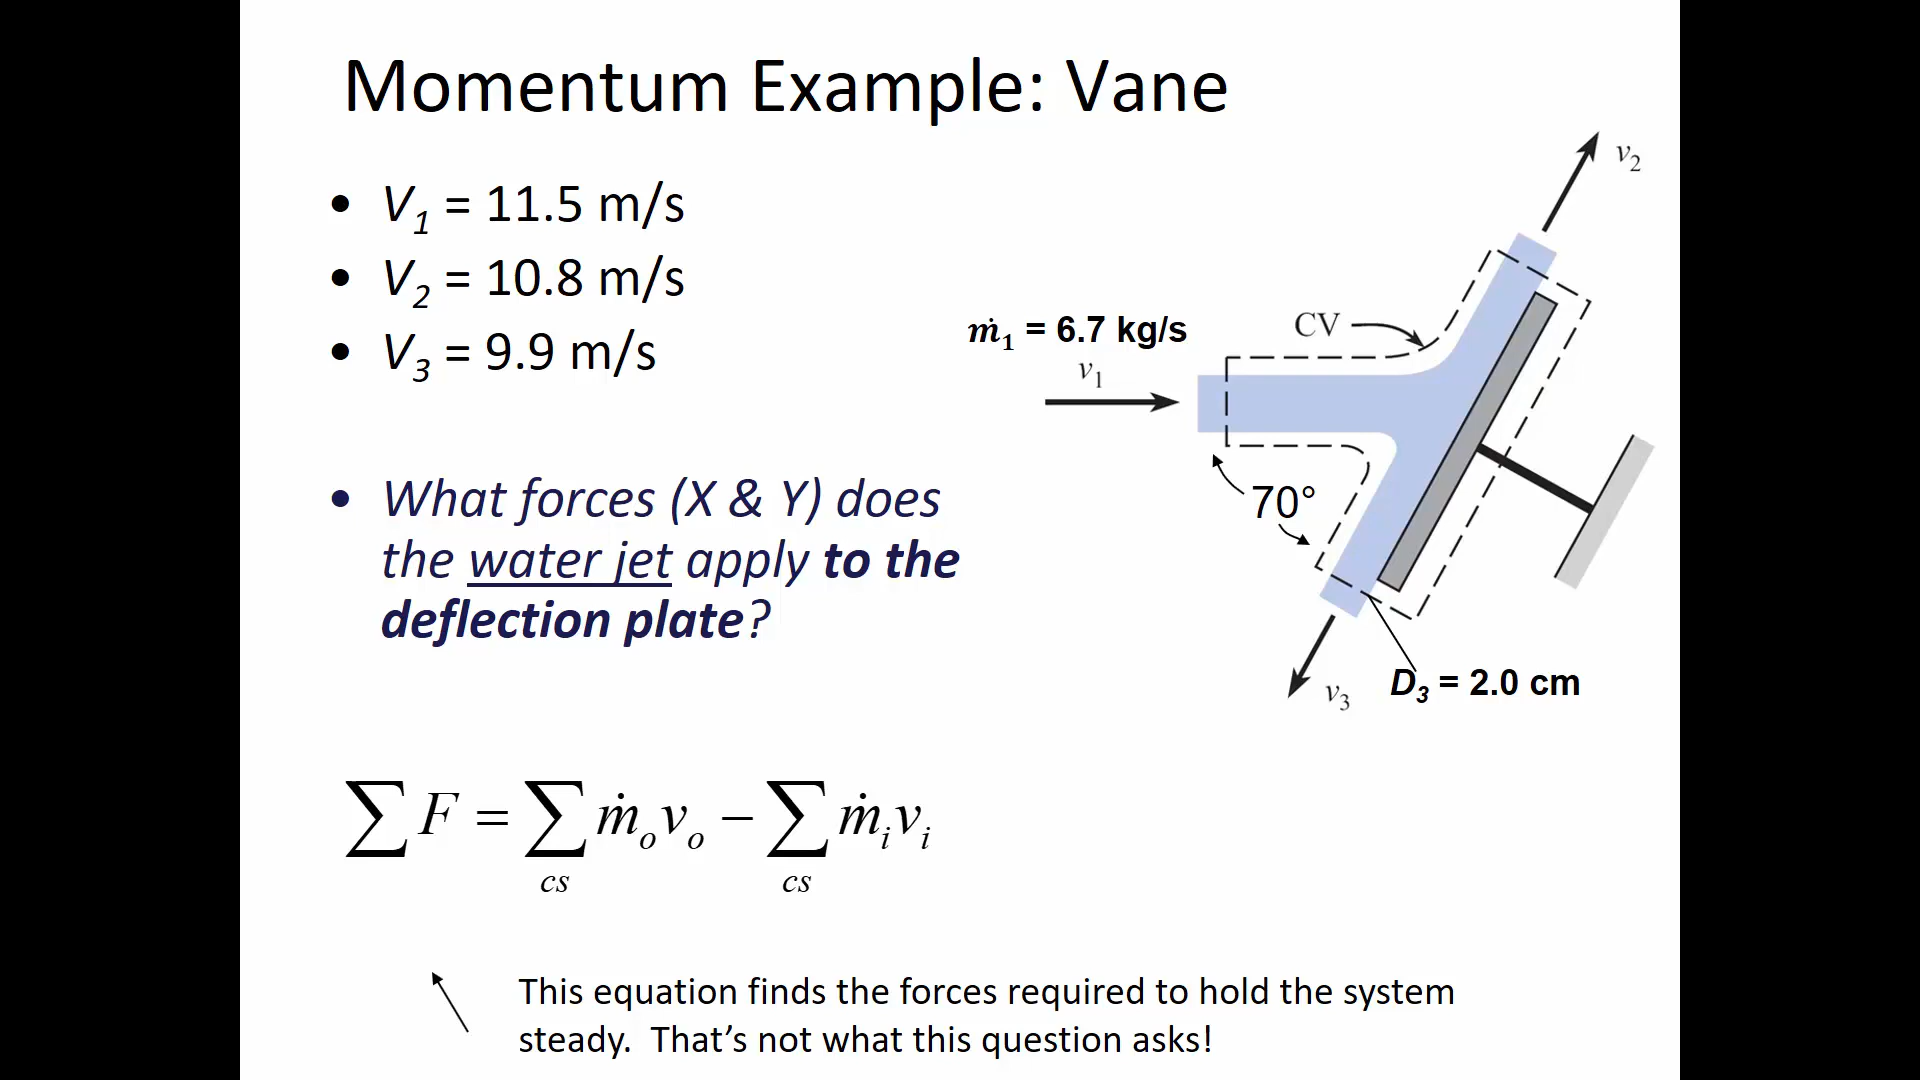 Momentum Example: Vane
• V₁ = 11.5 m/s
• V₂ = 10.8 m/s
• V₃ = 9.9 m/s
• What forces (X & Y) does
the water jet apply to the
deflection plate?
v₂
ṁ₁ = 6.7 kg/s
CV
v₁
70°
D₃ = 2.0 cm
v₃
∑ F = ∑ ṁₒvₒ − ∑ ṁᵢvᵢ
cs cs
This equation finds the forces required to hold the system
steady. That’s not what this question asks!